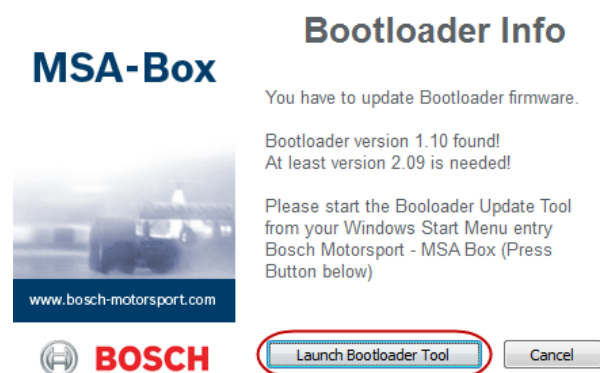 MSA-Box
www.bosch-motorsport.com
BOSCH
Bootloader Info
You have to update Bootloader firmware.
Bootloader version 1.10 found!
At least version 2.09 is needed!
Please start the Booloader Update Tool
from your Windows Start Menu entry
Bosch Motorsport - MSA Box (Press
Button below)
Launch Bootloader Tool
Cancel